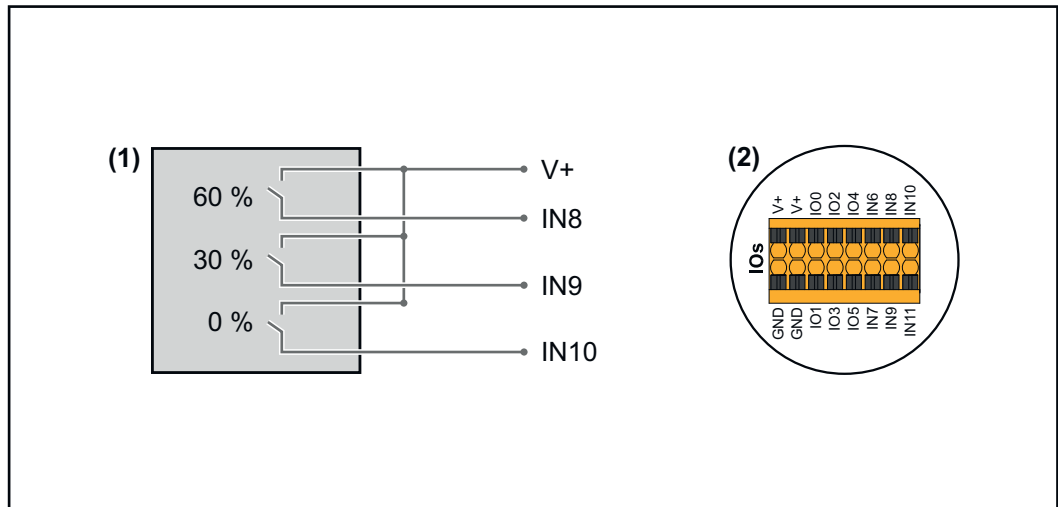 (1)
60 %
30 %
0 %
V+
IN8
IN9
IN10
(2)
IOs
V+
V+
IO0
IO2
IO4
IN6
IN8
IN10
GND
GND
IO1
IO3
IO5
IN7
IN9
IN11